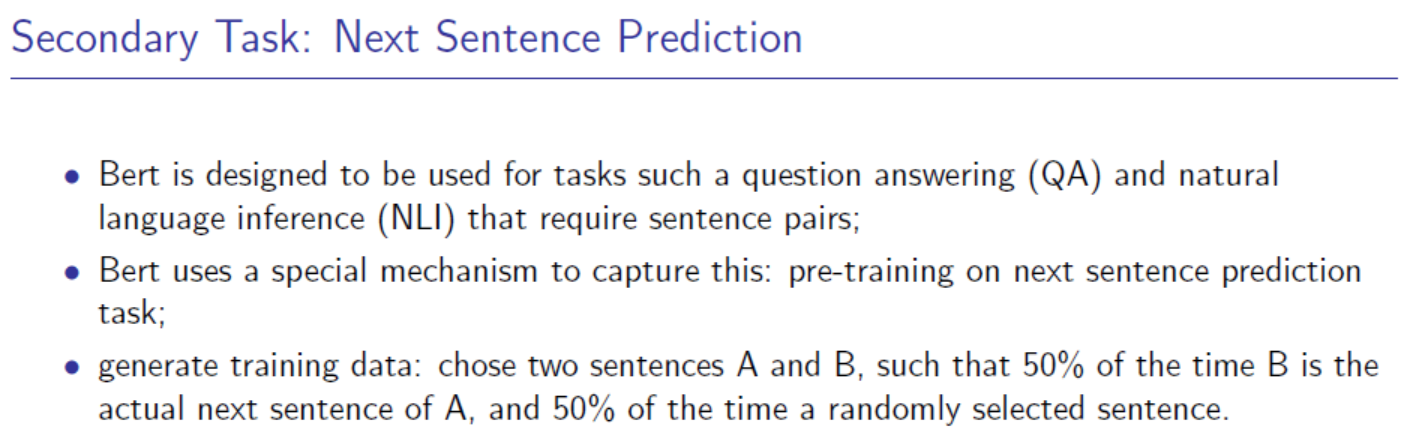 Secondary Task: Next Sentence Prediction
• Bert is designed to be used for tasks such a question answering (QA) and natural
language inference (NLI) that require sentence pairs;
• Bert uses a special mechanism to capture this: pre-training on next sentence prediction
task;
• generate training data: chose two sentences A and B, such that 50% of the time B is the
actual next sentence of A, and 50% of the time a randomly selected sentence.